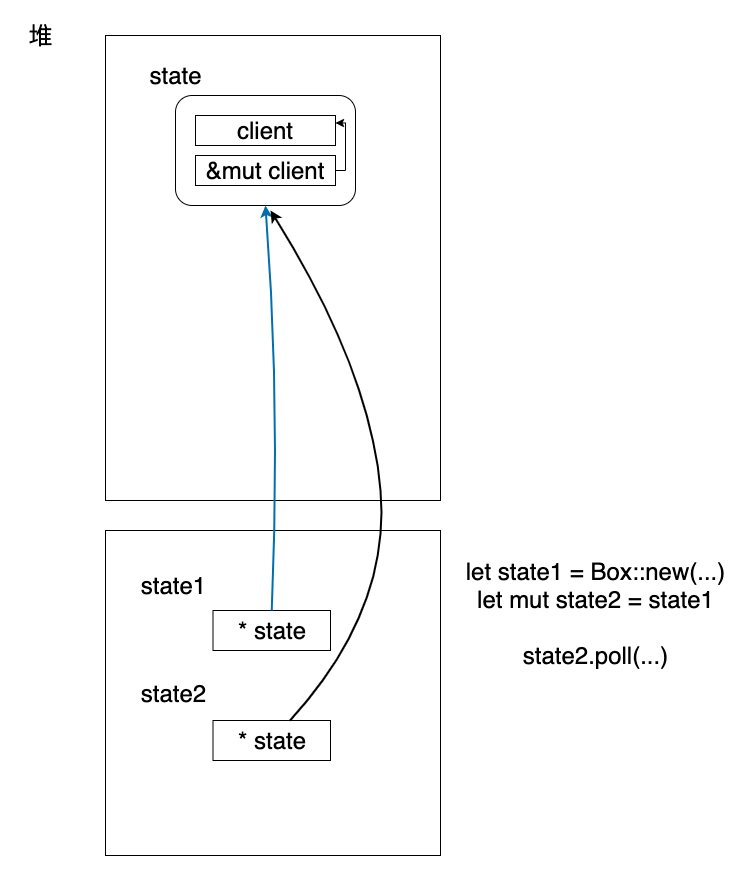 堆
state
client
&mut client
state1
* state
state2
* state
let state1 = Box::new(...)
let mut state2 = state1
state2.poll(...)